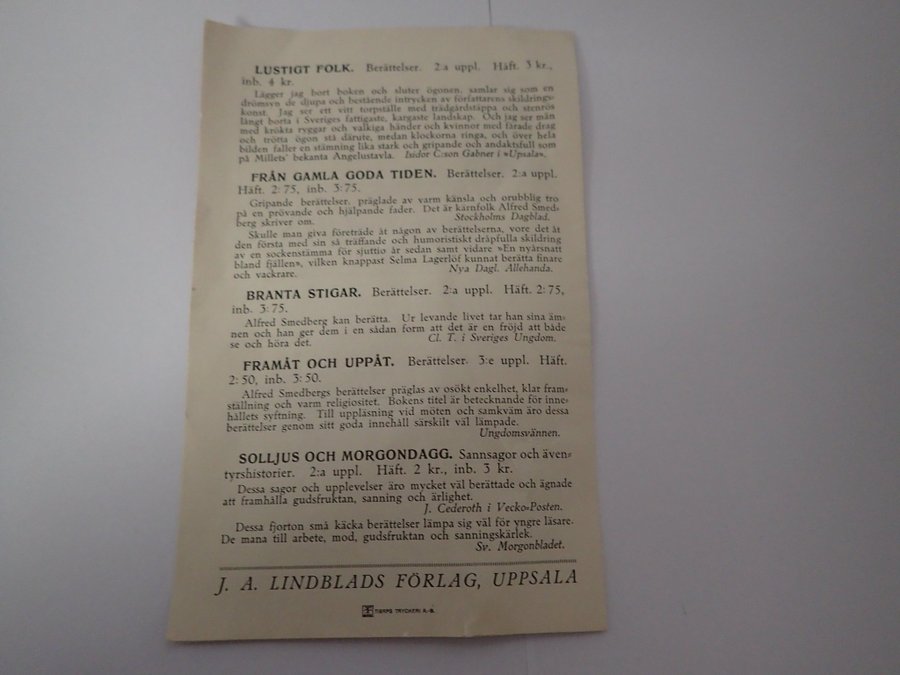 LUSTIGT FOLK. Berättelser. 2:a uppl. Häft. 3 kr.,
inb. 4 kr.
Lägger jag bort boken och sluter ögonen, samlar sig som en
drömsyn de djupa och bestående intrycken av författarens skildrings-
konst. Jag ser ett vitt torpställe med trädgårdstäppa och stenrös
långt borta i Sveriges fattigaste, kargaste landskap. Och jag ser män
med krökta ryggar och valkiga händer och kvinnor med fårade drag
och trötta ögon stå därute, medan klockorna ringa, och över hela
bilden faller en stämning lika stark och gripande och andaktsfull som
på Millets' bekanta Angelustavla. Isidor C:son Gabner i »Upsala».
FRÅN GAMLA GODA TIDEN. Berättelser. 2:a uppl.
Häft. 2: 75, inb. 3: 75.
Gripande berättelser, präglade av varm känsla och orubblig tro
på en prövande och hjälpande fader. Det är kärnfolk Alfred Smed-
berg skriver om. Stockholms Dagblad.
Skulle man giva företräde åt någon av berättelserna, vore det åt
den första med sin så träffande och humoristiskt dråpfulla skildring
av en sockenstämma för sjuttio år sedan samt vidare »En nyårsnatt
bland fjällen», vilken knappast Selma Lagerlöf kunnat berätta finare
och vackrare. Nya Dagl. Allehanda.
BRANTA STIGAR. Berättelser. 2:a uppl. Häft. 2: 75,
inb. 3: 75.
Alfred Smedberg kan berätta. Ur levande livet tar han sina äm-
nen och han ger dem i en sådan form att det är en fröjd att både
se och höra det. Cl. T. i Sveriges Ungdom.
FRAMÅT OCH UPPÅT. Berättelser. 3:e uppl. Häft.
2: 50, inb. 3: 50.
Alfred Smedbergs berättelser präglas av osökt enkelhet, klar fram-
ställning och varm religiositet. Bokens titel är betecknande för inne-
hållets syftning. Till uppläsning vid möten och samkväm äro dessa
berättelser genom sitt goda innehåll särskilt väl lämpade.
Ungdomsvännen.
SOLLJUS OCH MORGONDAGG. Sannsagor och även-
tyrshistorier. 2:a uppl. Häft. 2 kr., inb. 3 kr.
Dessa sagor och upplevelser äro mycket väl berättade och ägnade
att framhålla gudsfruktan, sanning och ärlighet.
J. Cederoth i Vecko-Posten.
Dessa fjorton små käcka berättelser lämpa sig väl för yngre läsare.
De mana till arbete, mod, gudsfruktan och sanningskärlek.
Sv. Morgonbladet.
J. A. LINDBLADS FÖRLAG, UPPSALA
TIERPS TRYCKERI A.-B.